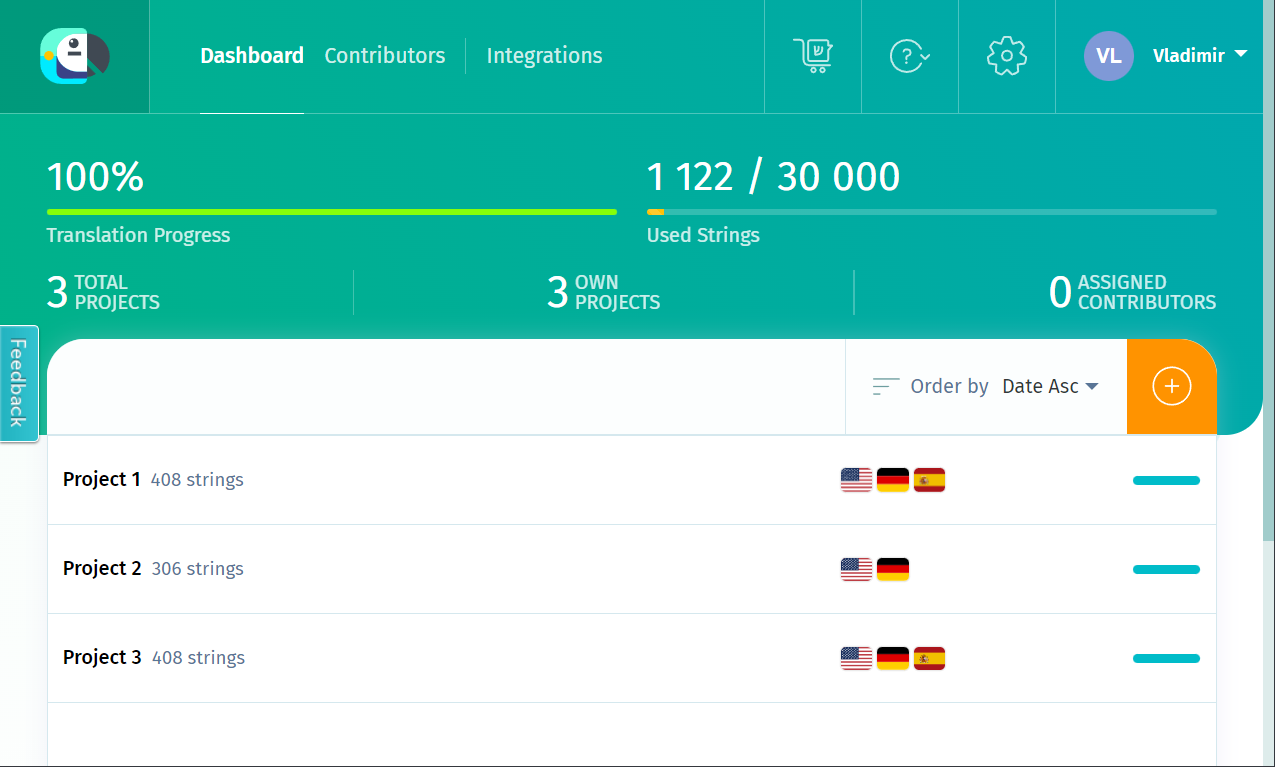 Dashboard Contributors Integrations
VL Vladimir
100%
Translation Progress
1 122 / 30 000
Used Strings
3 TOTAL PROJECTS
3 OWN PROJECTS
0 ASSIGNED CONTRIBUTORS
Feedback
Order by Date Asc
Project 1 408 strings
Project 2 306 strings
Project 3 408 strings